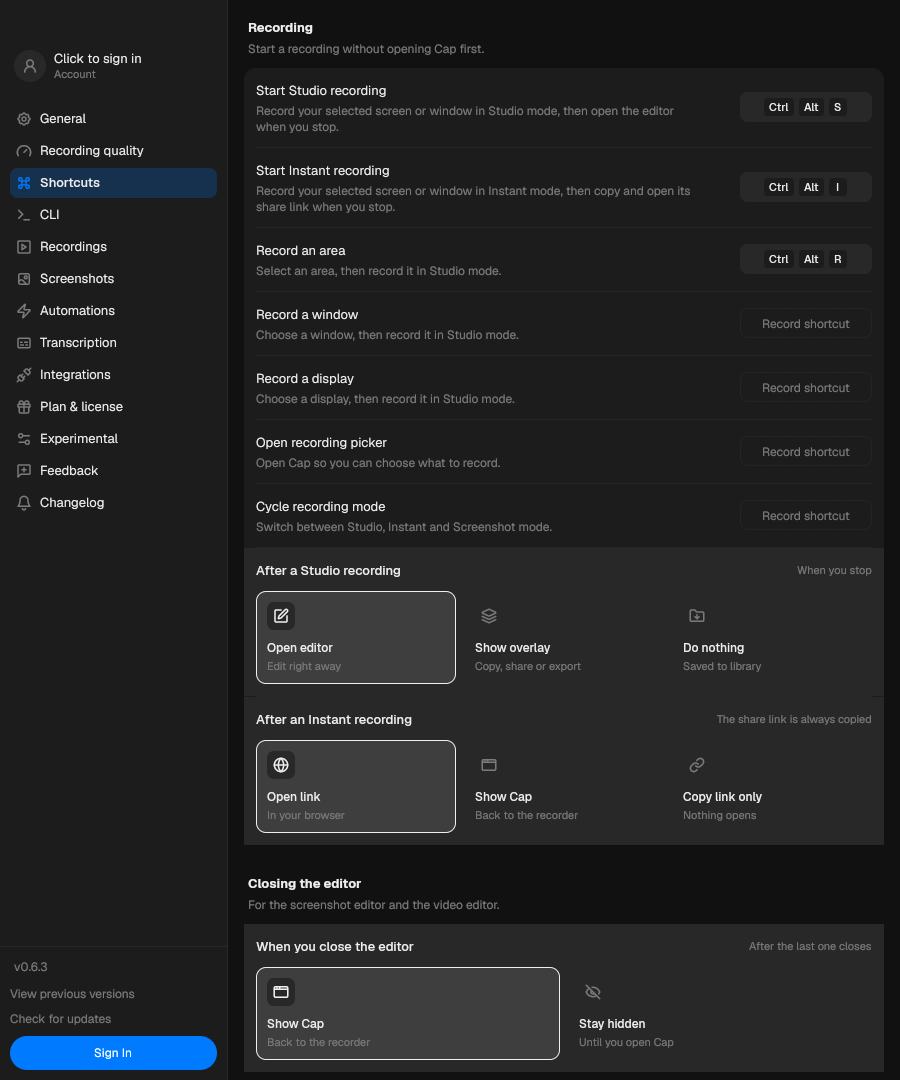 Click to sign in
Account
General
Recording quality
Shortcuts
CLI
Recordings
Screenshots
Automations
Transcription
Integrations
Plan & license
Experimental
Feedback
Changelog
v0.6.3
View previous versions
Check for updates
Sign In
Recording
Start a recording without opening Cap first.
Start Studio recording
Record your selected screen or window in Studio mode, then open the editor
when you stop.
Ctrl Alt S
Start Instant recording
Record your selected screen or window in Instant mode, then copy and open its
share link when you stop.
Ctrl Alt I
Record an area
Select an area, then record it in Studio mode.
Ctrl Alt R
Record a window
Choose a window, then record it in Studio mode.
Record shortcut
Record a display
Choose a display, then record it in Studio mode.
Record shortcut
Open recording picker
Open Cap so you can choose what to record.
Record shortcut
Cycle recording mode
Switch between Studio, Instant and Screenshot mode.
Record shortcut
After a Studio recording
When you stop
Open editor
Edit right away
Show overlay
Copy, share or export
Do nothing
Saved to library
After an Instant recording
The share link is always copied
Open link
In your browser
Show Cap
Back to the recorder
Copy link only
Nothing opens
Closing the editor
For the screenshot editor and the video editor.
When you close the editor
After the last one closes
Show Cap
Back to the recorder
Stay hidden
Until you open Cap